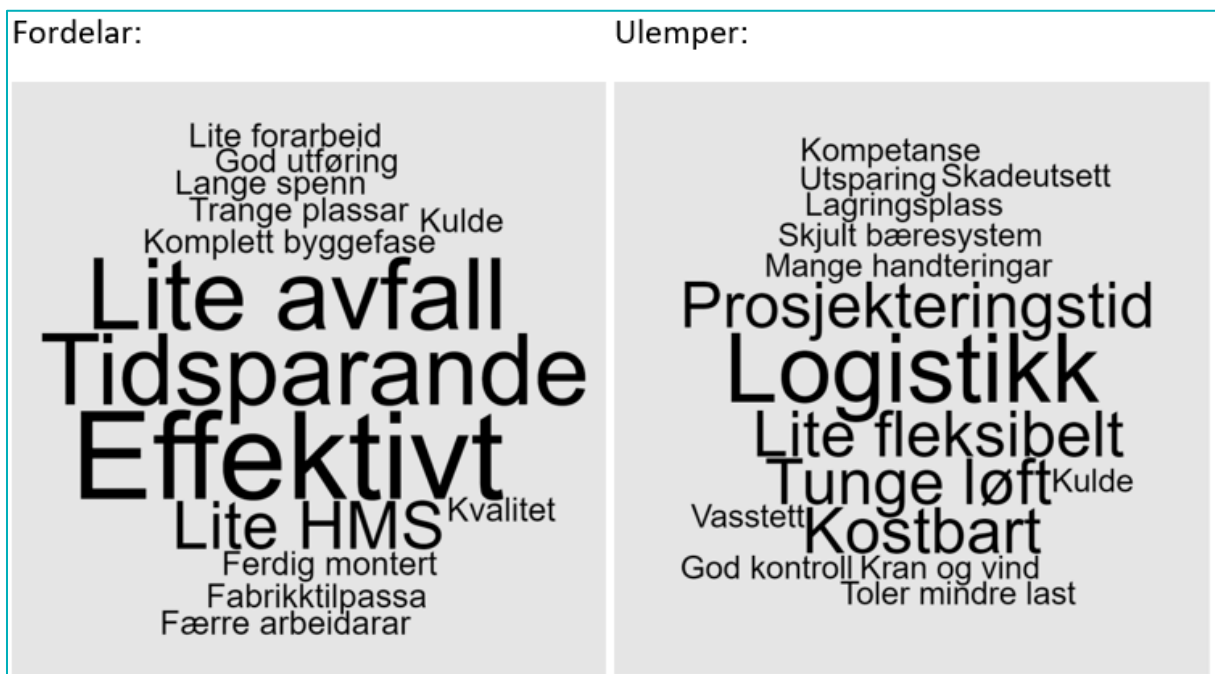 Fordelar:
Lite forarbeid
God utføring
Lange spenn
Trange plassar
Kulde
Komplett byggefase
Lite avfall
Tidsparande
Effektivt
Lite HMS
Kvalitet
Ferdig montert
Fabrikktilpassa
Færre arbeidarar
Ulemper:
Kompetanse
Utsparing
Skadeutsett
Lagringsplass
Skjult bæresystem
Mange handteringar
Prosjekteringstid
Logistikk
Lite fleksibelt
Tunge løft
Kulde
Vasstett
Kostbart
God kontroll
Kran og vind
Toler mindre last